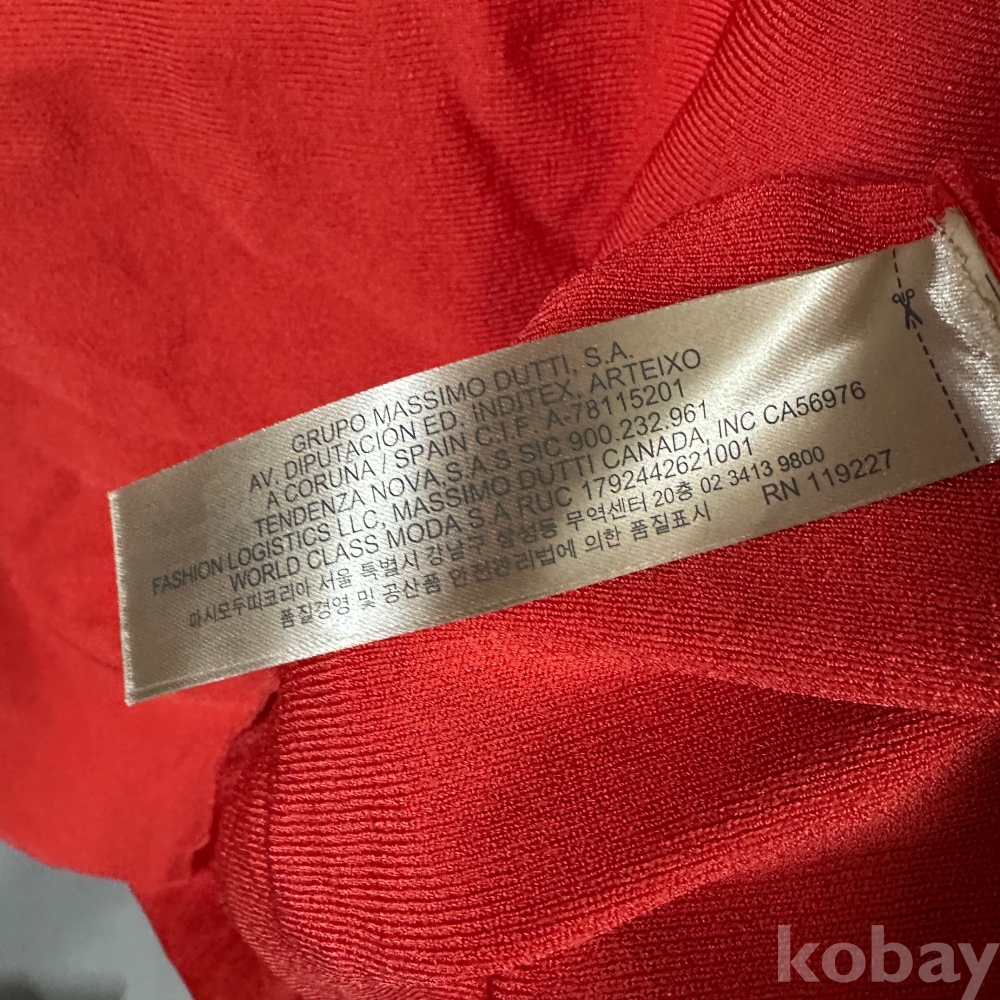 GRUPO MASSIMO DUTTI, S.A.
AV. DIPUTACION ED. INDITEX, ARTEIXO
A CORUNA / SPAIN C.I.F. A-78115201
TENDENZA NOVA S.A.S SIC 900.232.961
FASHION LOGISTICS LLC, MASSIMO DUTTI CANADA, INC CA56976
WORLD CLASS MODA S A RUC 1792442621001
마시모두띠코리아 서울 특별시 강남구 삼성동 무역센터 20층 02 3413 9800
품질경영 및 공산품 안전관리법에 의한 품질표시 RN 119227
kobay